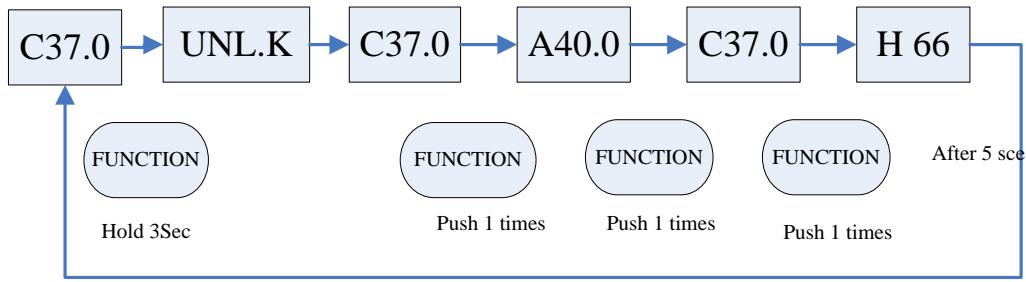 C37.0
UNL.K
C37.0
A40.0
C37.0
H 66
FUNCTION
FUNCTION
FUNCTION
FUNCTION
After 5 sce
Hold 3Sec
Push 1 times
Push 1 times
Push 1 times